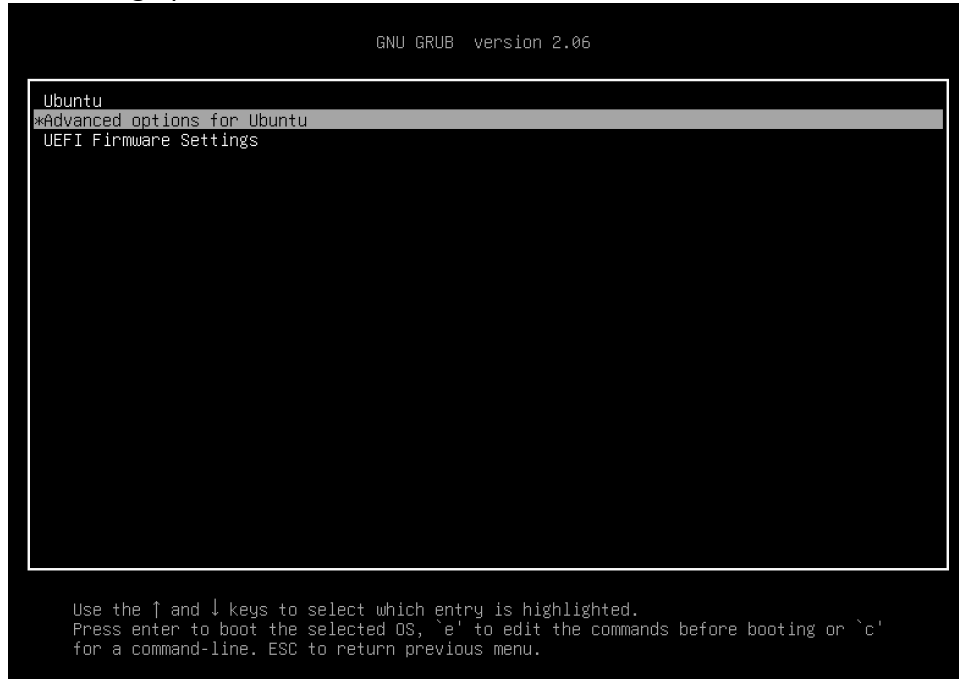 GNU GRUB version 2.06
Ubuntu
*Advanced options for Ubuntu
UEFI Firmware Settings
Use the ↑ and ↓ keys to select which entry is highlighted.
Press enter to boot the selected OS, `e' to edit the commands before booting or `c'
for a command-line. ESC to return previous menu.